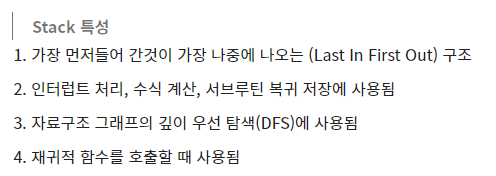 Stack 특성
1. 가장 먼저들어 간것이 가장 나중에 나오는 (Last In First Out) 구조
2. 인터럽트 처리, 수식 계산, 서브루틴 복귀 저장에 사용됨
3. 자료구조 그래프의 깊이 우선 탐색(DFS)에 사용됨
4. 재귀적 함수를 호출할 때 사용됨